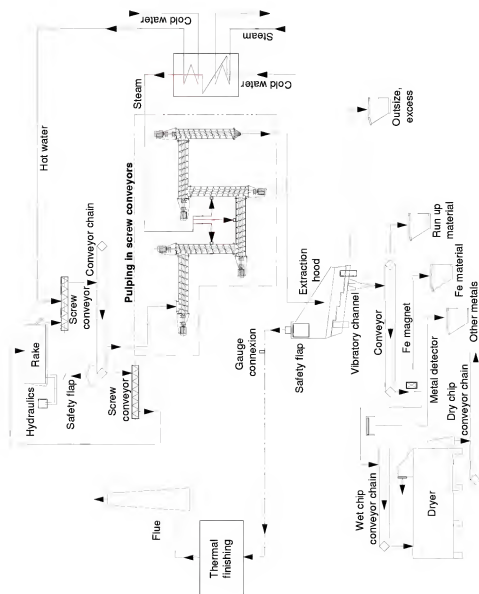 Cold water
Steam
Cold water
Steam
Hot water
Outsize,
excess
Pulping in screw conveyors
Conveyor chain
Screw
conveyor
Rake
Hydraulics
Safety flap
Screw
conveyor
Extraction
hood
Safety flap
Gauge
connexion
Vibratory channel
Conveyor
Run up
material
Fe material
Fe magnet
Metal detector
Other metals
Dry chip
conveyor chain
Wet chip
conveyor chain
Dryer
Flue
Thermal
finishing